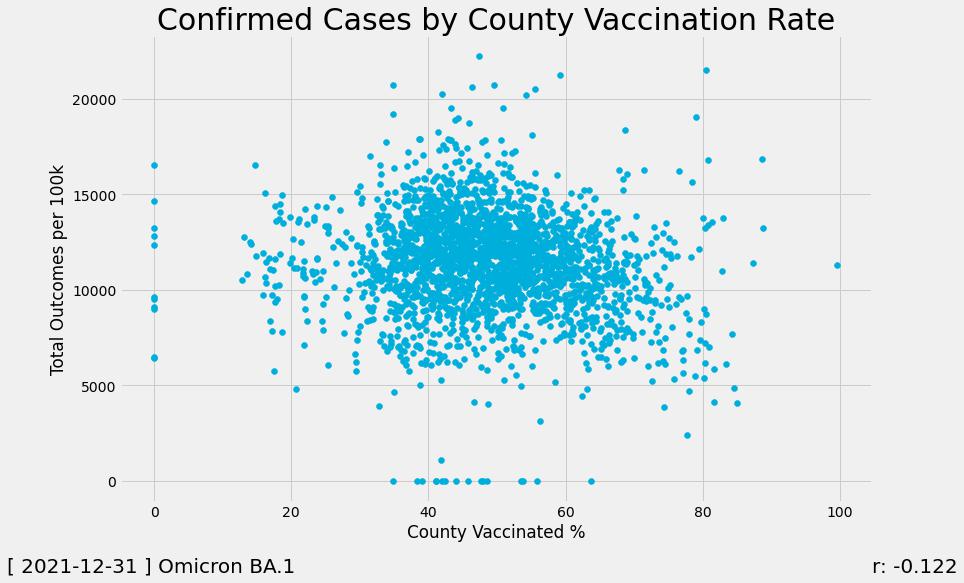 Confirmed Cases by County Vaccination Rate
Total Outcomes per 100k
20000
15000
10000
5000
0
0 20 40 60 80 100
County Vaccinated %
[ 2021-12-31 ] Omicron BA.1
r: -0.122